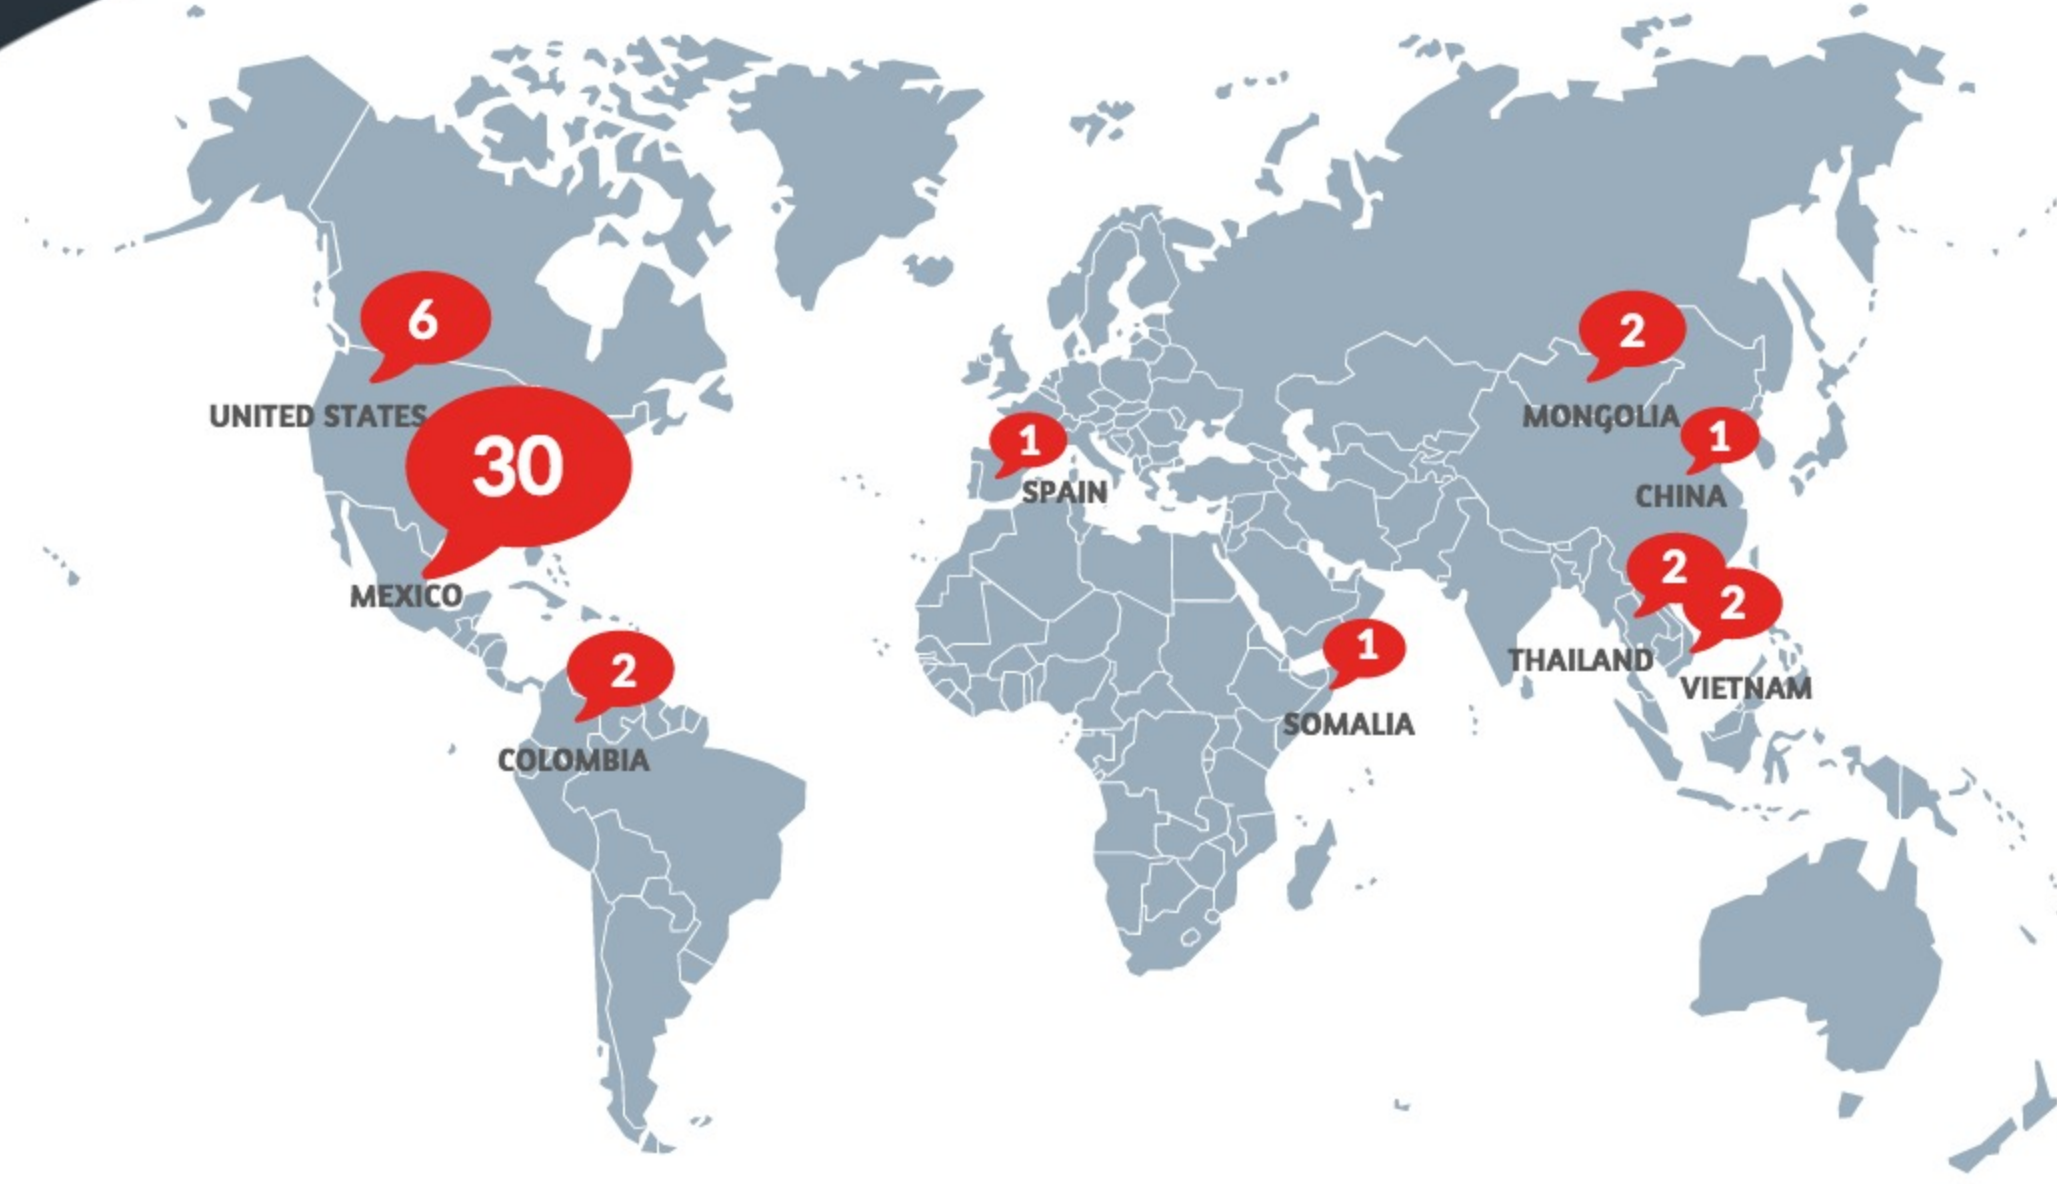 6
UNITED STATES
30
MEXICO
2
COLOMBIA
1
SPAIN
1
SOMALIA
2
MONGOLIA
1
CHINA
2
THAILAND
2
VIETNAM